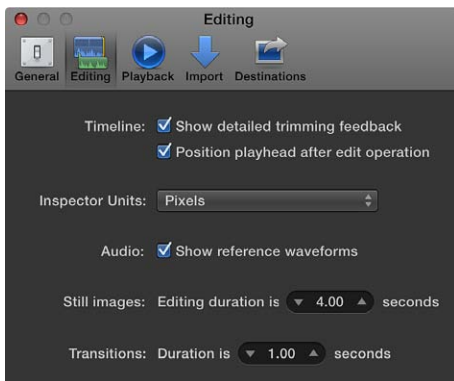 Editing
General Editing Playback Import Destinations
Timeline: Show detailed trimming feedback
Position playhead after edit operation
Inspector Units: Pixels
Audio: Show reference waveforms
Still images: Editing duration is 4.00 seconds
Transitions: Duration is 1.00 seconds